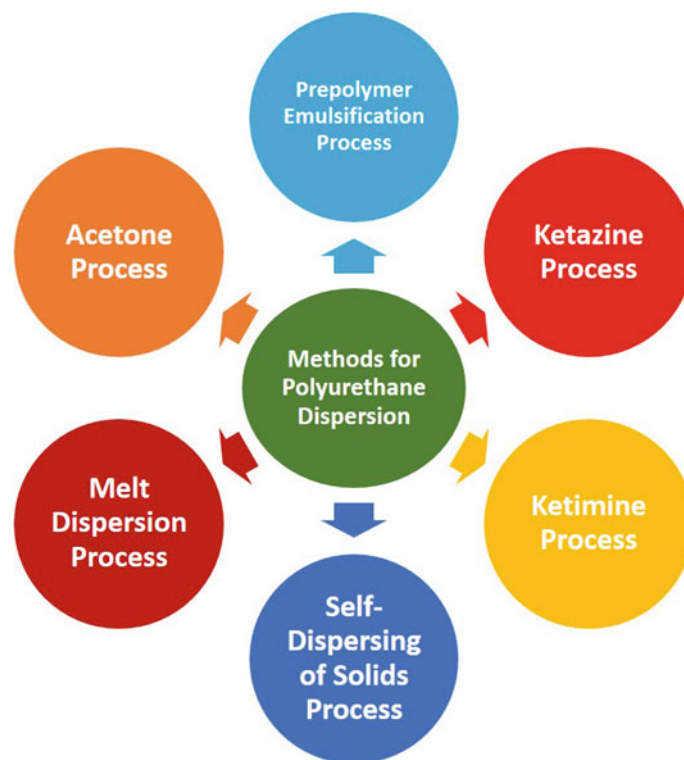 Prepolymer
Emulsification
Process
Acetone
Process
Ketazine
Process
Methods for
Polyurethane
Dispersion
Melt
Dispersion
Process
Ketimine
Process
Self-
Dispersing
of Solids
Process